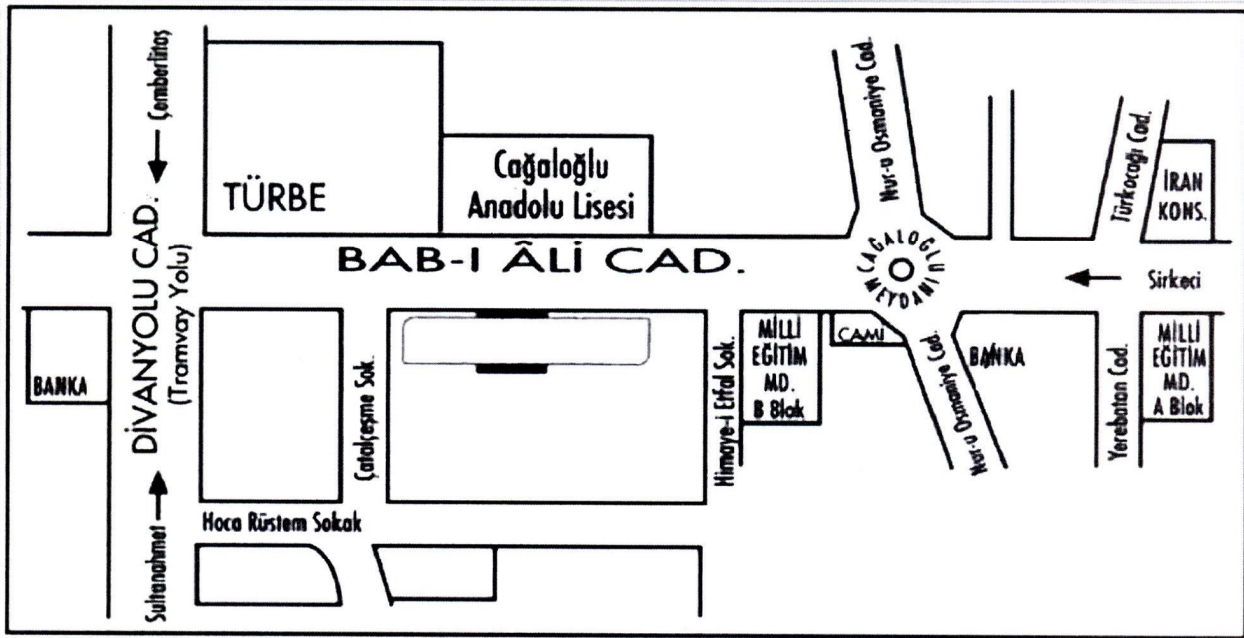 Çemberlitaş
DİVANYOLU CAD.
(Tramvay Yolu)
Sultanahmet
BANKA
TÜRBE
Cağaloğlu
Anadolu Lisesi
BAB-I ÂLİ CAD.
Çatalçeşme Sok.
Hoca Rüstem Sokak
Himaye-i Etfal Sok.
MİLLİ
EĞİTİM
MD.
B Blok
CAMİ
Nur-u Osmaniye Cad.
CAĞALOĞLU
MEYDANI
Nur-u Osmaniye Cad.
BANKA
Türkocağı Cad.
İRAN
KONS.
Sirkeci
Yerebatan Cad.
MİLLİ
EĞİTİM
MD.
A Blok